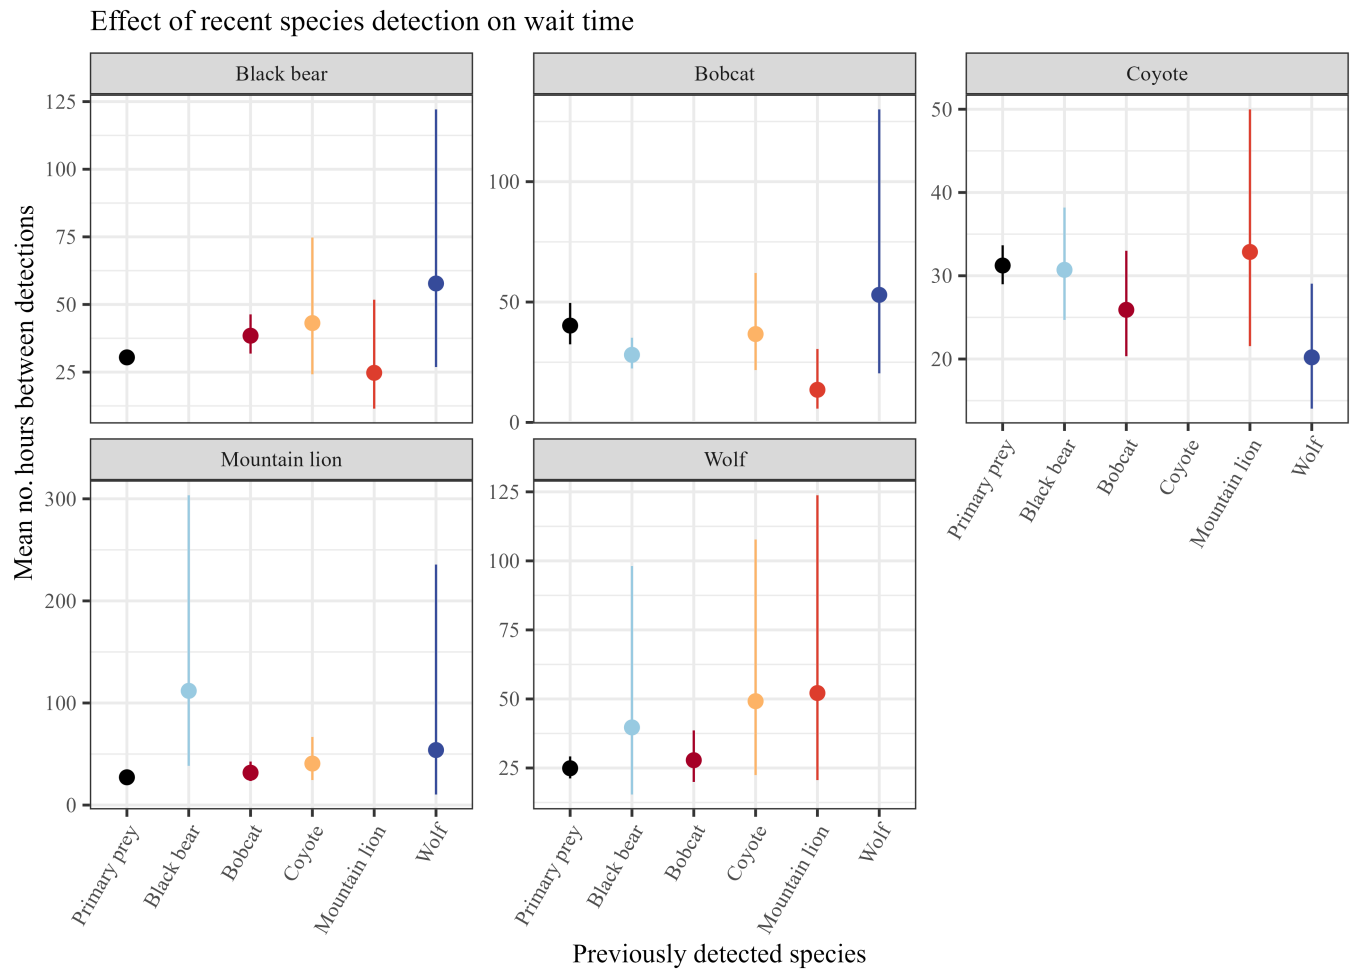 Effect of recent species detection on wait time
Mean no. hours between detections
Black bear
125
100
75
50
25
Bobcat
100
50
0
Coyote
50
40
30
20
Primary prey
Black bear
Bobcat
Coyote
Mountain lion
Wolf
Mountain lion
300
200
100
0
Primary prey
Black bear
Bobcat
Coyote
Mountain lion
Wolf
Wolf
125
100
75
50
25
Primary prey
Black bear
Bobcat
Coyote
Mountain lion
Wolf
Previously detected species